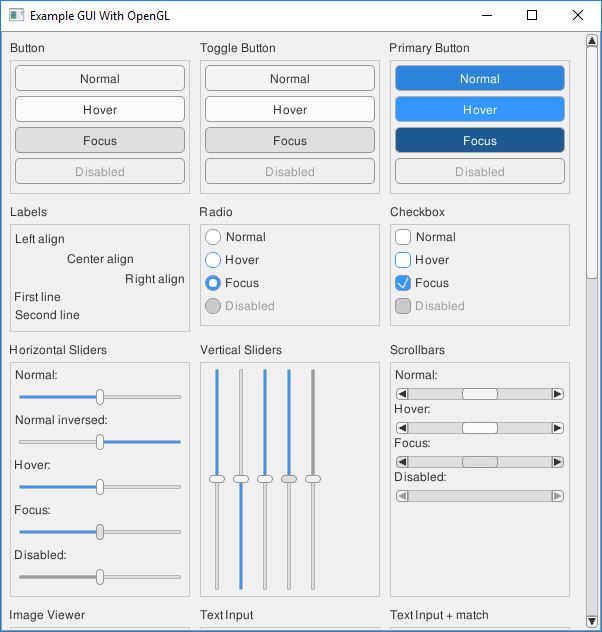 Example GUI With OpenGL
Button
Normal
Hover
Focus
Disabled
Toggle Button
Normal
Hover
Focus
Disabled
Primary Button
Normal
Hover
Focus
Disabled
Labels
Left align
Center align
Right align
First line
Second line
Radio
Normal
Hover
Focus
Disabled
Checkbox
Normal
Hover
Focus
Disabled
Horizontal Sliders
Normal:
Normal inversed:
Hover:
Focus:
Disabled:
Vertical Sliders
Scrollbars
Normal:
Hover:
Focus:
Disabled:
Image Viewer
Text Input
Text Input + match